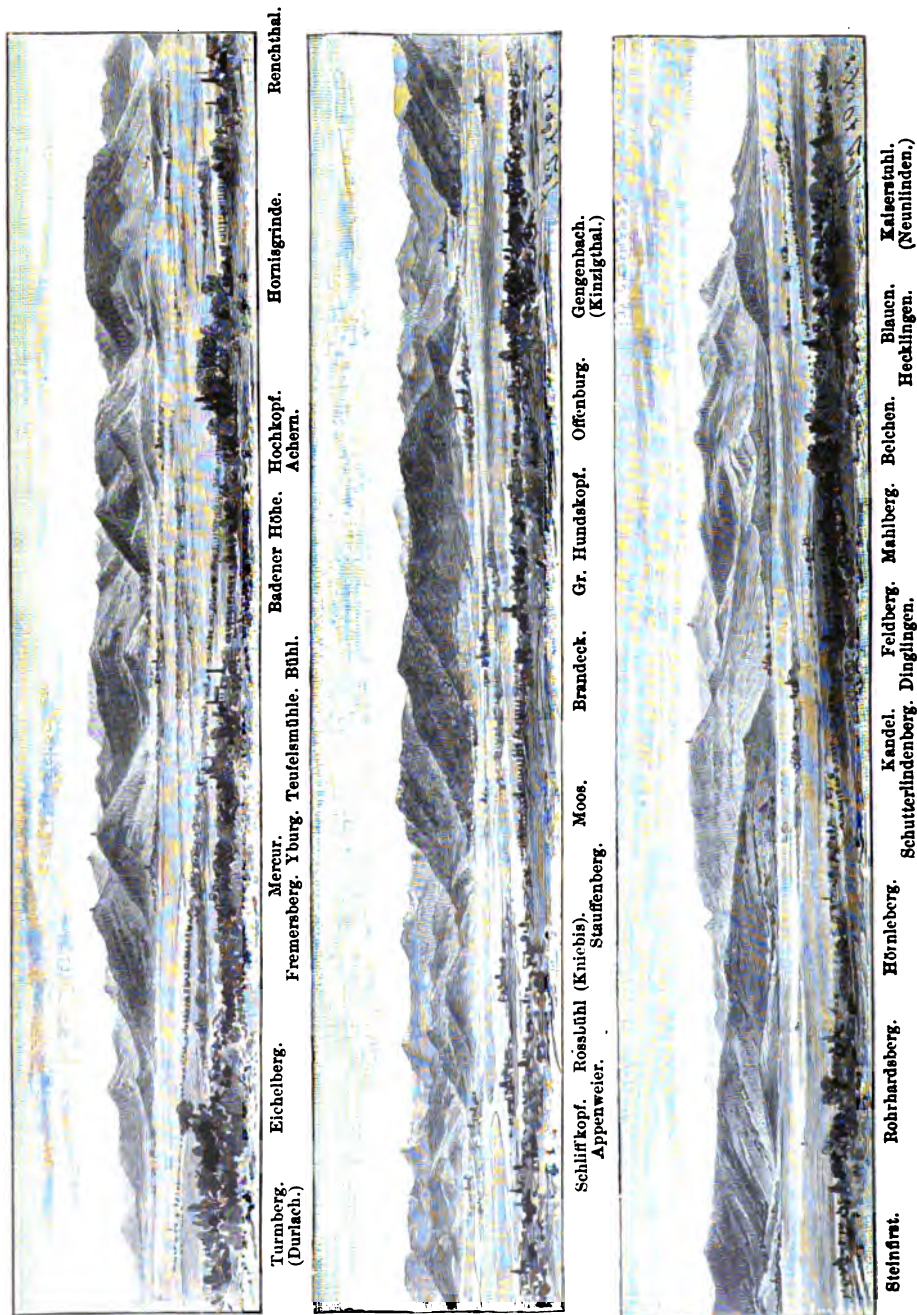 Turmberg. Eichelberg. Mercur. Badener Höhe. Hochkopf. Hornisgrinde. Renchthal.
(Durlach.) Fremersberg. Yburg. Teufelsmühle. Bühl. Achern.
Schliffkopf. Rossbühl (Kniebis). Moos. Brandeck. Gr. Hundskopf. Offenburg. Gengenbach.
Appenweier. Stauffenberg. (Kinzigthal.)
Steinfirst. Rohrhardsberg. Hörnleberg. Kandel. Feldberg. Mahlberg. Belchen. Blauen. Kaiserstuhl.
Schutterlindenberg. Dinglingen. Hecklingen. (Neunlinden.)